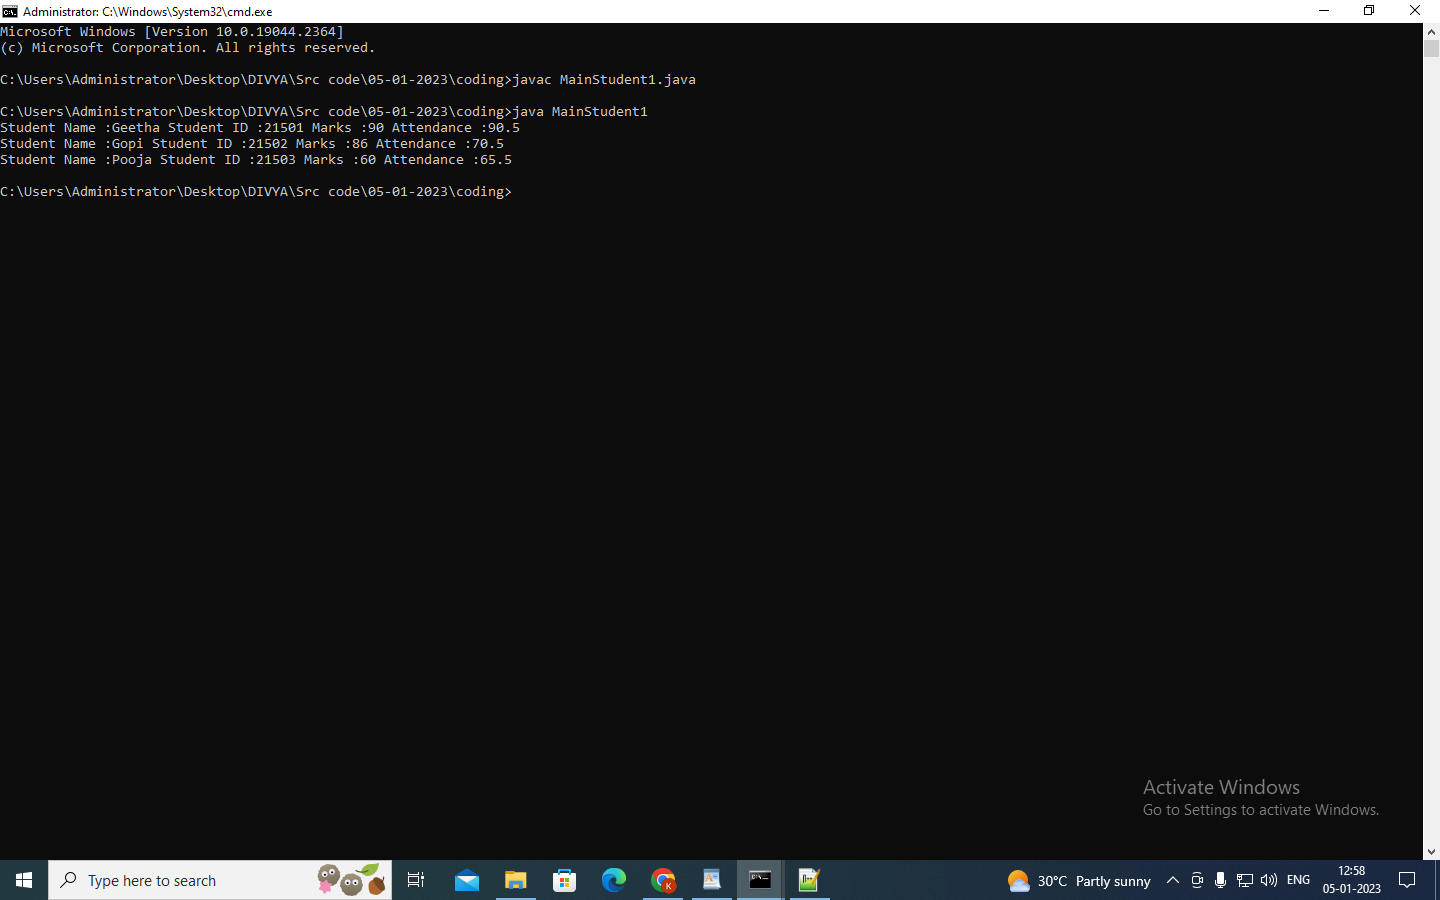 Administrator: C:\Windows\System32\cmd.exe
Microsoft Windows [Version 10.0.19044.2364]
(c) Microsoft Corporation. All rights reserved.
C:\Users\Administrator\Desktop\DIVYA\Src code\05-01-2023\coding>javac MainStudent1.java
C:\Users\Administrator\Desktop\DIVYA\Src code\05-01-2023\coding>java MainStudent1
Student Name :Geetha Student ID :21501 Marks :90 Attendance :90.5
Student Name :Gopi Student ID :21502 Marks :86 Attendance :70.5
Student Name :Pooja Student ID :21503 Marks :60 Attendance :65.5
C:\Users\Administrator\Desktop\DIVYA\Src code\05-01-2023\coding>
Activate Windows
Go to Settings to activate Windows.
Type here to search
K
30°C Partly sunny
ENG
12:58
05-01-2023